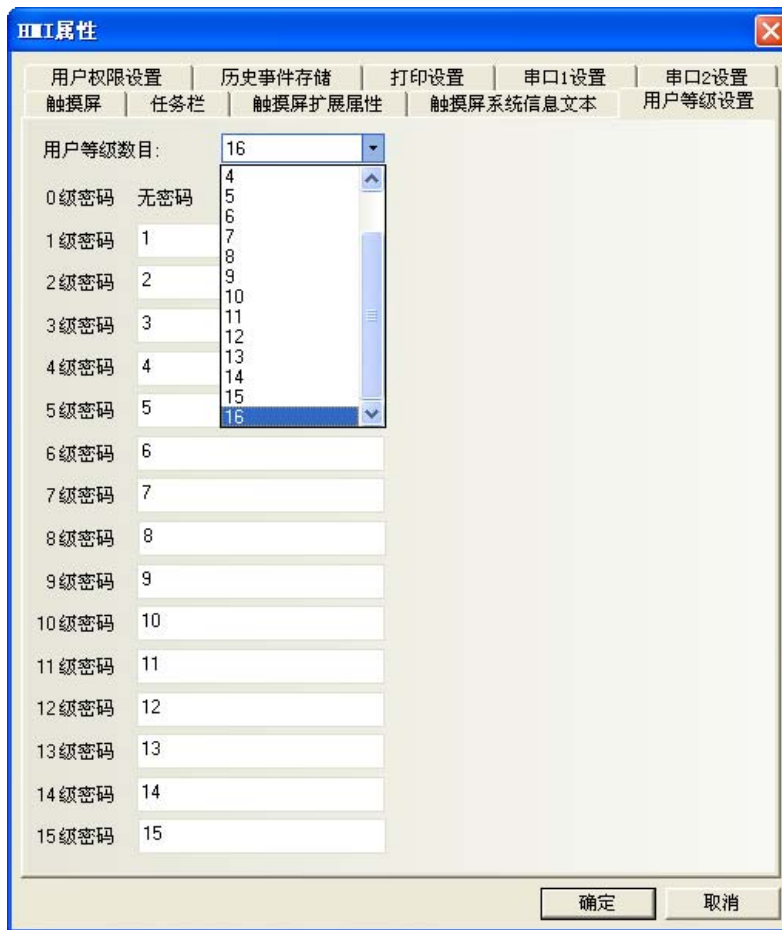 HMI属性
用户权限设置 历史事件存储 打印设置 串口1设置 串口2设置
触摸屏 任务栏 触摸屏扩展属性 触摸屏系统信息文本 用户等级设置
用户等级数目: 16
4
5
6
7
8
9
10
11
12
13
14
15
16
0级密码 无密码
1级密码 1
2级密码 2
3级密码 3
4级密码 4
5级密码 5
6级密码 6
7级密码 7
8级密码 8
9级密码 9
10级密码 10
11级密码 11
12级密码 12
13级密码 13
14级密码 14
15级密码 15
确定 取消